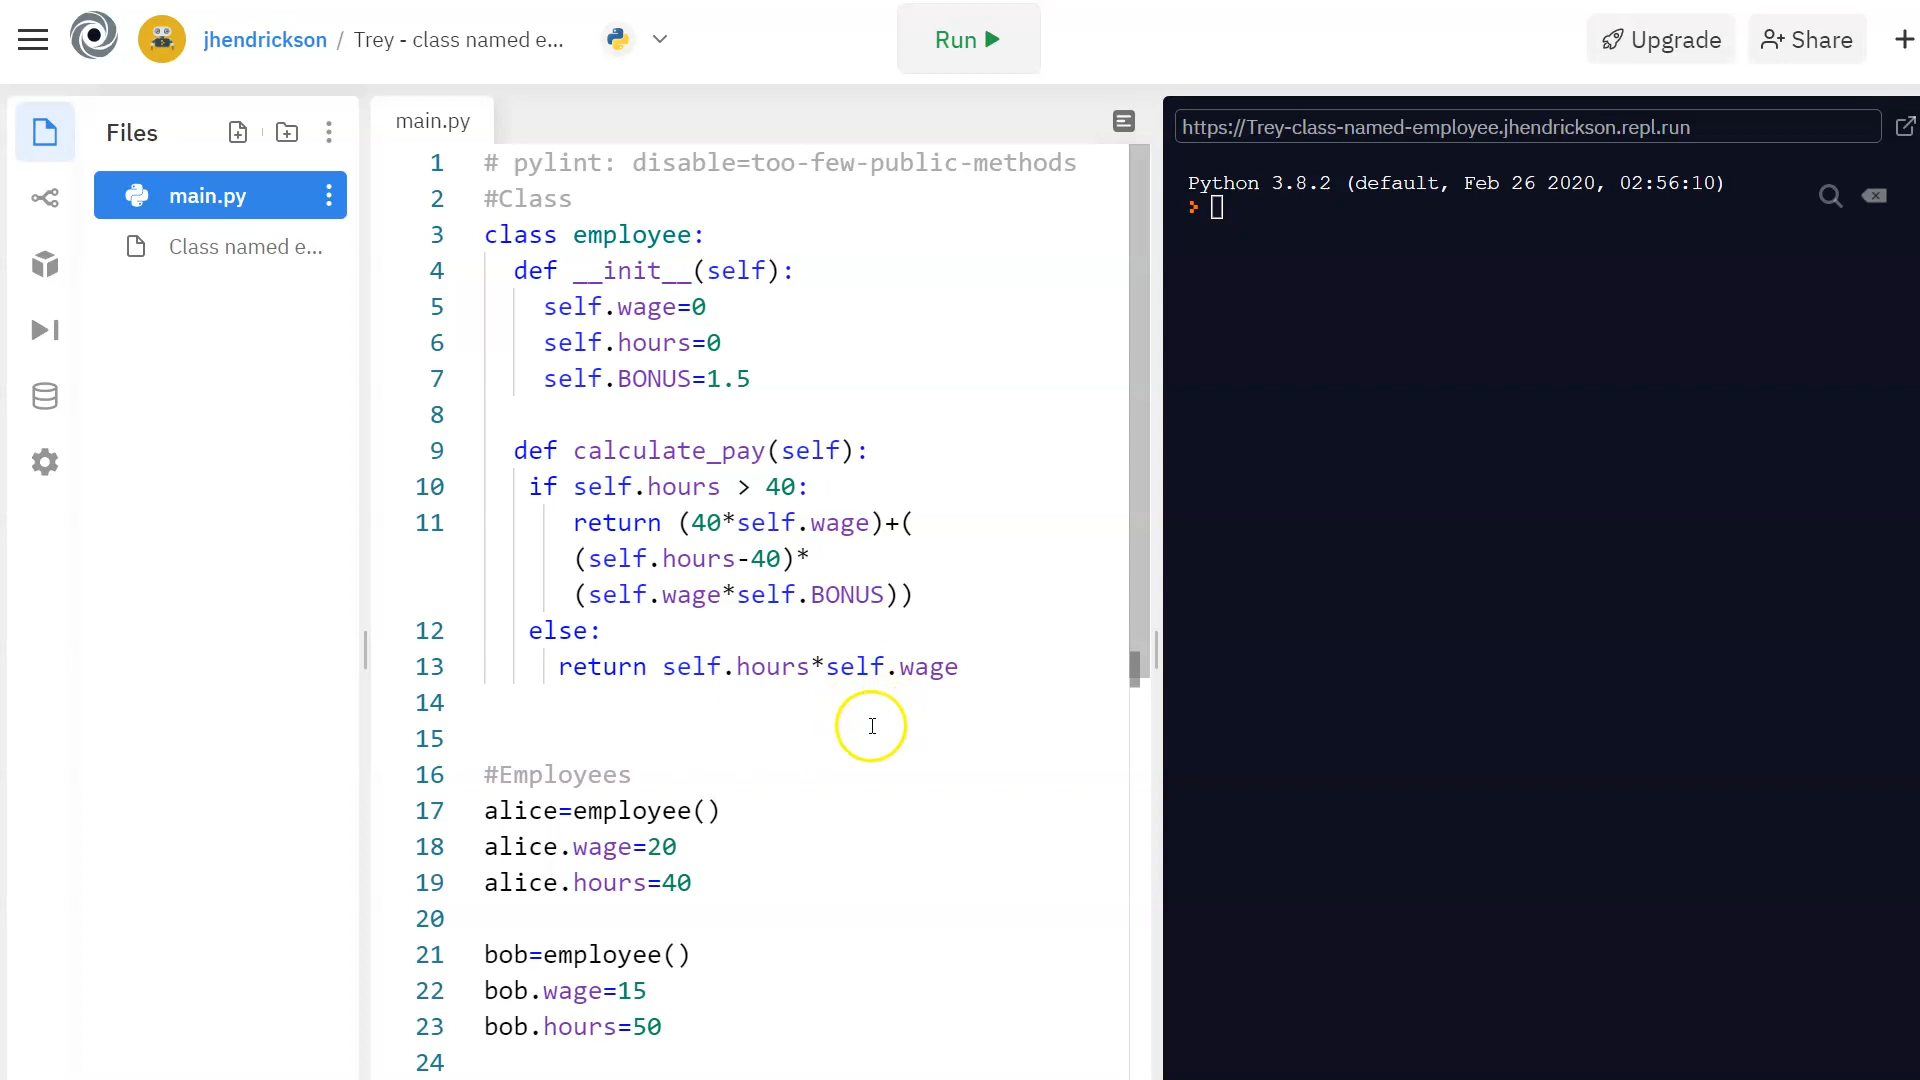 jhendrickson / Trey - class named e...
Run
Upgrade
Share
Files
main.py
Class named e...
main.py
1 # pylint: disable=too-few-public-methods
2 #Class
3 class employee:
4 def __init__(self):
5 self.wage=0
6 self.hours=0
7 self.BONUS=1.5
8
9 def calculate_pay(self):
10 if self.hours > 40:
11 return (40*self.wage)+(
(self.hours-40)*
(self.wage*self.BONUS))
12 else:
13 return self.hours*self.wage
14
15
16 #Employees
17 alice=employee()
18 alice.wage=20
19 alice.hours=40
20
21 bob=employee()
22 bob.wage=15
23 bob.hours=50
24
https://Trey-class-named-employee.jhendrickson.repl.run
Python 3.8.2 (default, Feb 26 2020, 02:56:10)